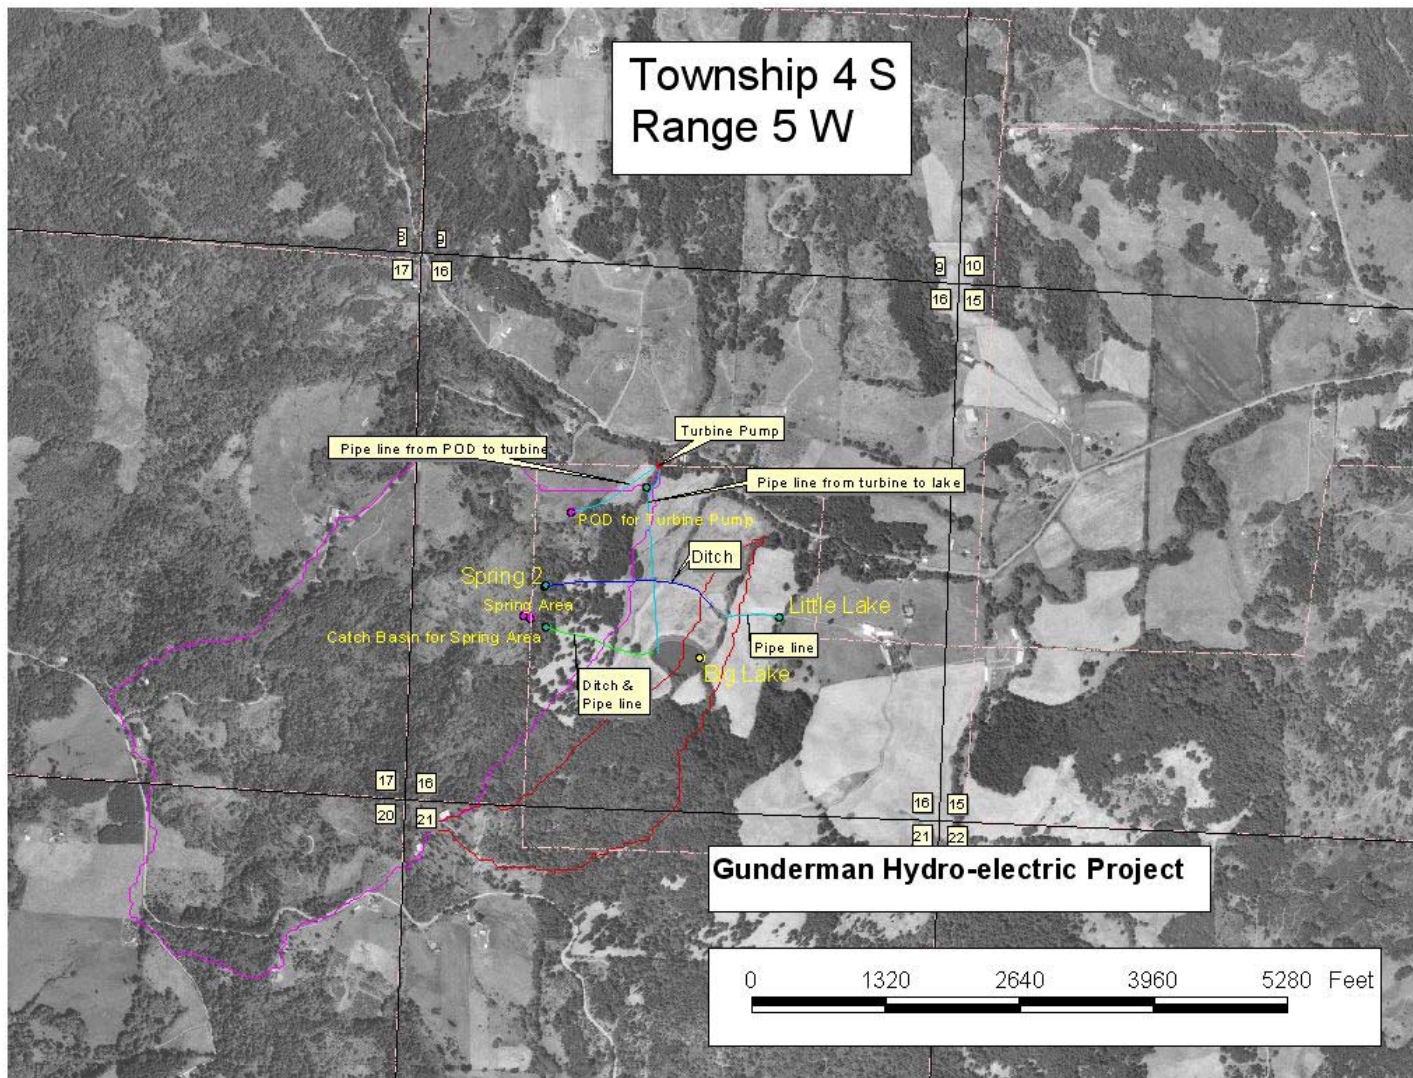 Township 4 S
Range 5 W
8 9
17 16
9 10
16 15
Turbine Pump
Pipe line from POD to turbine
Pipe line from turbine to lake
POD for Turbine Pump
Ditch
Spring 2
Spring Area
Little Lake
Catch Basin for Spring Area
Pipe line
Big Lake
Ditch &
Pipe line
17 16
20 21
16 15
21 22
Gunderman Hydro-electric Project
0 1320 2640 3960 5280 Feet